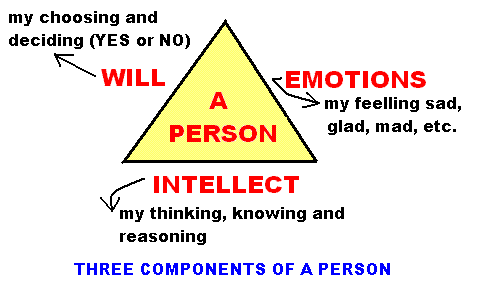 my choosing and
deciding (YES or NO)
WILL
EMOTIONS
my feelling sad,
glad, mad, etc.
A
PERSON
INTELLECT
my thinking, knowing and
reasoning
THREE COMPONENTS OF A PERSON